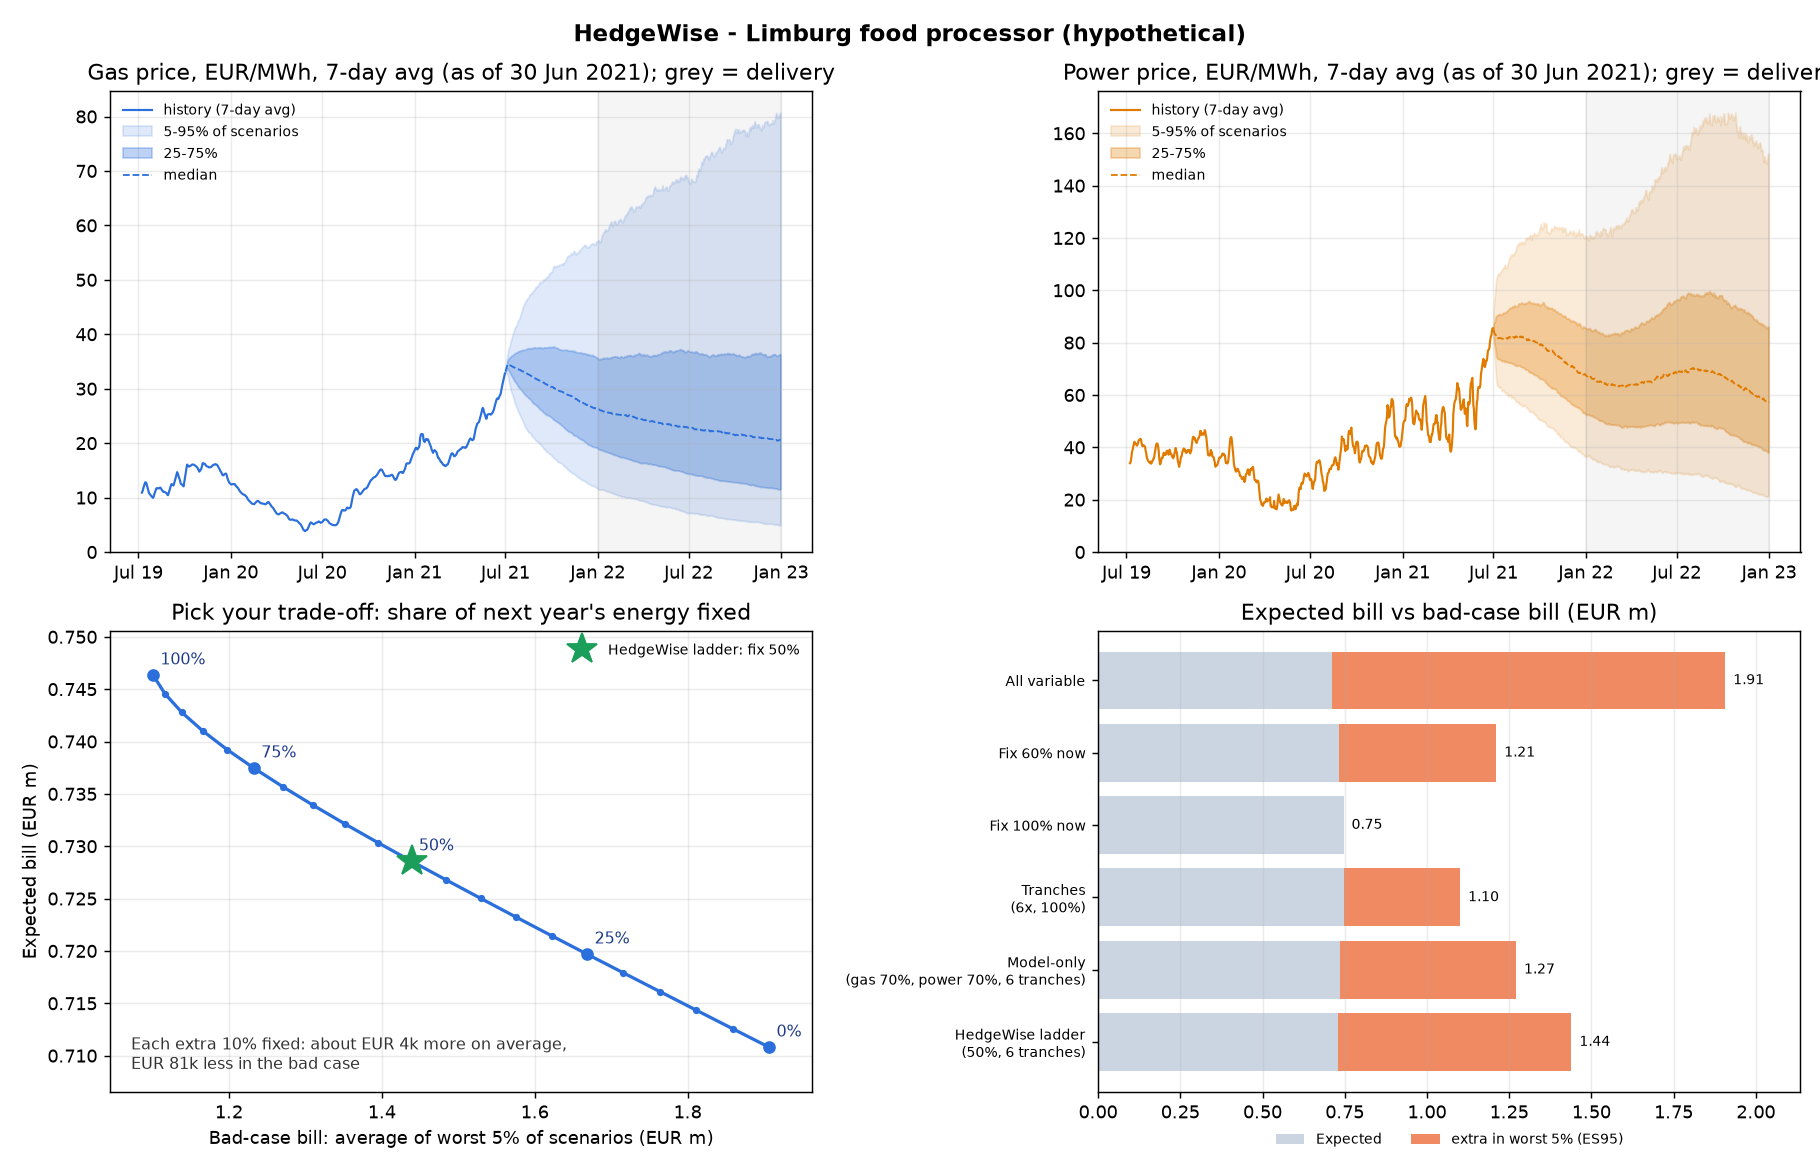 HedgeWise - Limburg food processor (hypothetical)
Gas price, EUR/MWh, 7-day avg (as of 30 Jun 2021); grey = delivery
history (7-day avg)
5-95% of scenarios
25-75%
median
80
70
60
50
40
30
20
10
0
Jul 19
Jan 20
Jul 20
Jan 21
Jul 21
Jan 22
Jul 22
Jan 23
Power price, EUR/MWh, 7-day avg (as of 30 Jun 2021); grey = deliver
history (7-day avg)
5-95% of scenarios
25-75%
median
160
140
120
100
80
60
40
20
0
Jul 19
Jan 20
Jul 20
Jan 21
Jul 21
Jan 22
Jul 22
Jan 23
Pick your trade-off: share of next year's energy fixed
Expected bill (EUR m)
0.750
0.745
0.740
0.735
0.730
0.725
0.720
0.715
0.710
HedgeWise ladder: fix 50%
100%
75%
50%
25%
0%
Each extra 10% fixed: about EUR 4k more on average,
EUR 81k less in the bad case
1.2
1.4
1.6
1.8
Bad-case bill: average of worst 5% of scenarios (EUR m)
Expected bill vs bad-case bill (EUR m)
All variable
1.91
Fix 60% now
1.21
Fix 100% now
0.75
Tranches
(6x, 100%)
1.10
Model-only
(gas 70%, power 70%, 6 tranches)
1.27
HedgeWise ladder
(50%, 6 tranches)
1.44
0.00
0.25
0.50
0.75
1.00
1.25
1.50
1.75
2.00
Expected
extra in worst 5% (ES95)